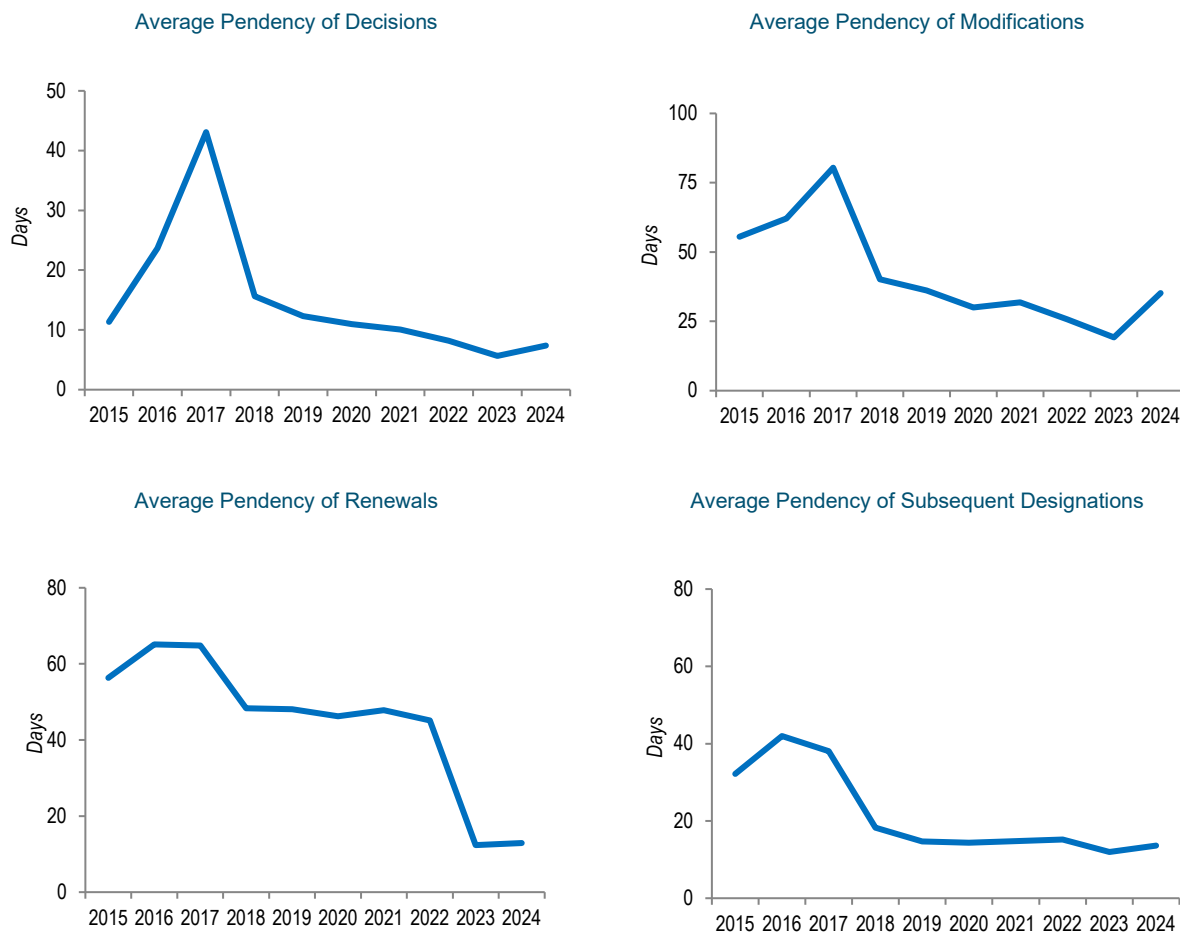 Average Pendency of Decisions
50
40
30
20
10
0
Days
2015 2016 2017 2018 2019 2020 2021 2022 2023 2024
Average Pendency of Modifications
100
75
50
25
0
Days
2015 2016 2017 2018 2019 2020 2021 2022 2023 2024
Average Pendency of Renewals
80
60
40
20
0
Days
2015 2016 2017 2018 2019 2020 2021 2022 2023 2024
Average Pendency of Subsequent Designations
80
60
40
20
0
Days
2015 2016 2017 2018 2019 2020 2021 2022 2023 2024